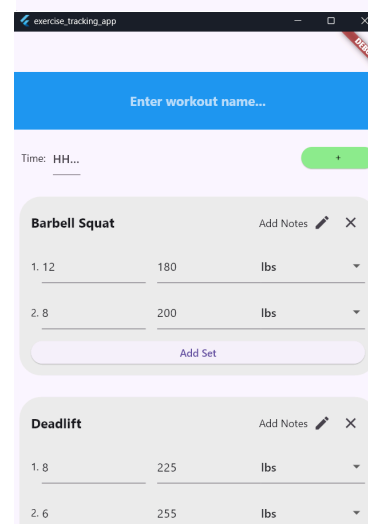 exercise_tracking_app
DEBUG
Enter workout name...
Time: HH... +
Barbell Squat Add Notes
1. 12 180 lbs
2. 8 200 lbs
Add Set
Deadlift Add Notes
1. 8 225 lbs
2. 6 255 lbs